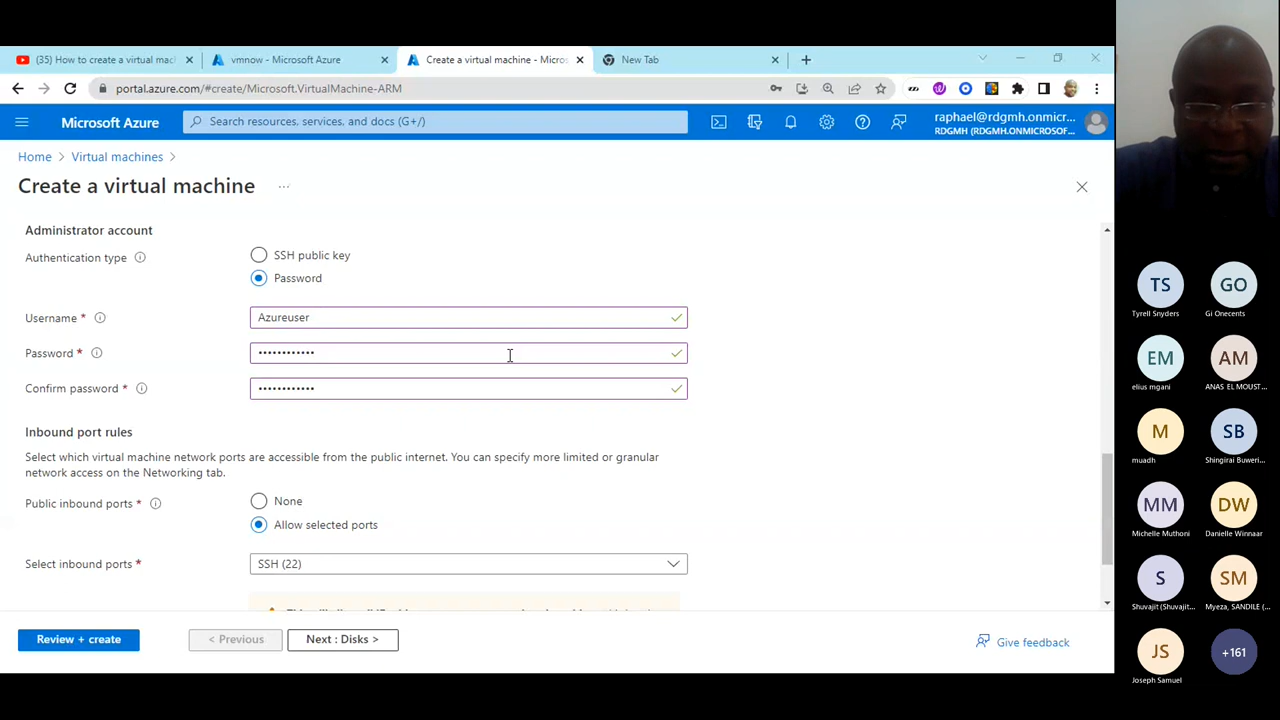 (35) How to create a virtual mac
vmnow - Microsoft Azure
Create a virtual machine - Micros
New Tab
portal.azure.com/#create/Microsoft.VirtualMachine-ARM
Microsoft Azure
Search resources, services, and docs (G+/)
raphael@rdgmh.onmicr...
RDGMH (RDGMH.ONMICROSOF...
Home > Virtual machines >
Create a virtual machine ...
Administrator account
Authentication type
SSH public key
Password
Username *
Azureuser
Password *
••••••••••••
Confirm password *
••••••••••••
Inbound port rules
Select which virtual machine network ports are accessible from the public internet. You can specify more limited or granular
network access on the Networking tab.
Public inbound ports *
None
Allow selected ports
Select inbound ports *
SSH (22)
Review + create
< Previous
Next : Disks >
Give feedback
TS
GO
Tyrell Snyders
Gi Onecents
EM
AM
elius mgani
ANAS EL MOUST...
M
SB
muadh
Shingirai Buweri...
MM
DW
Michelle Muthoni
Danielle Winnaar
S
SM
Shuvajit (Shuvajit...
Myeza, SANDILE (...
JS
+161
Joseph Samuel